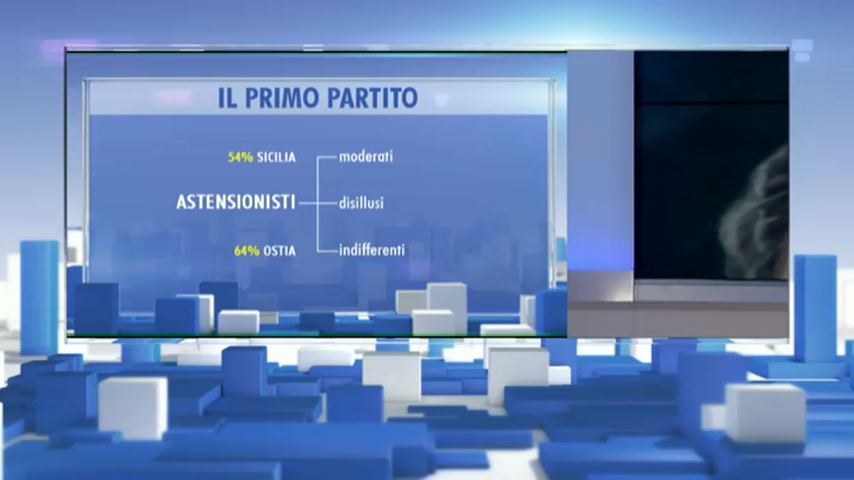 IL PRIMO PARTITO
54% SICILIA
moderati
ASTENSIONISTI
disillusi
64% OSTIA
indifferenti